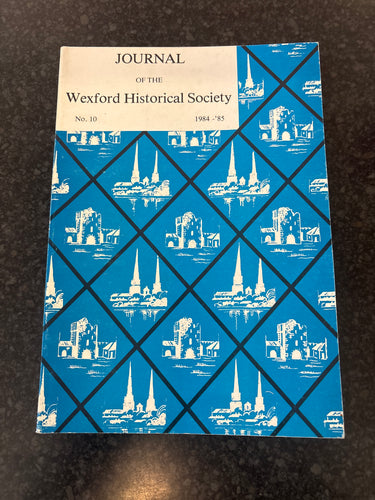 JOURNAL
OF THE
Wexford Historical Society
No. 10 1984 -'85